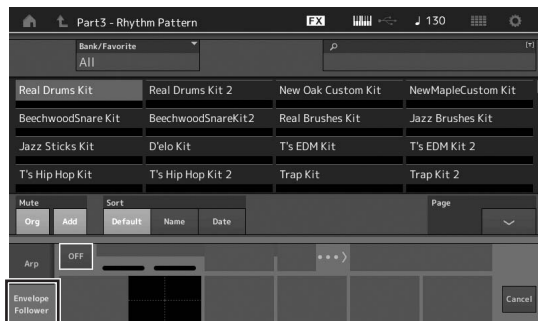 Part3 - Rhythm Pattern FX 130
Bank/Favorite
All
Real Drums Kit Real Drums Kit 2 New Oak Custom Kit NewMapleCustom Kit
BeechwoodSnare Kit BeechwoodSnareKit2 Real Brushes Kit Jazz Brushes Kit
Jazz Sticks Kit D'elo Kit T's EDM Kit T's EDM Kit 2
T's Hip Hop Kit T's Hip Hop Kit 2 Trap Kit Trap Kit 2
Mute Sort Page
Org Add Default Name Date
Arp OFF
Envelope
Follower Cancel